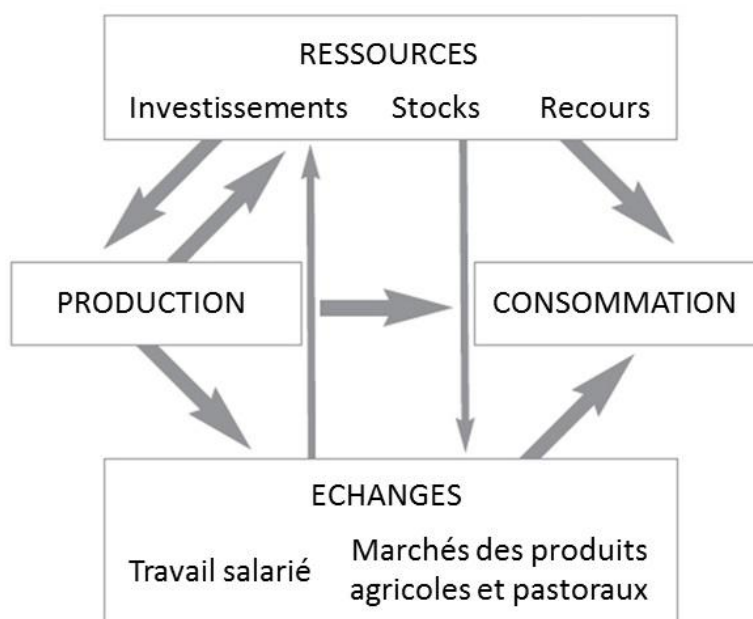 RESSOURCES
Investissements Stocks Recours
PRODUCTION
CONSOMMATION
ECHANGES
Travail salarié
Marchés des produits
agricoles et pastoraux